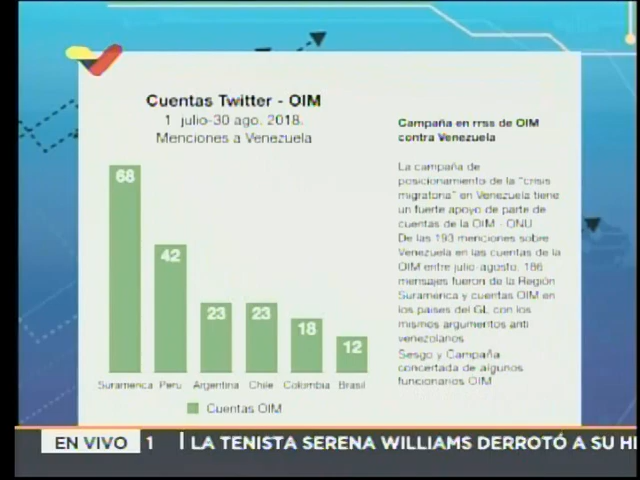 Cuentas Twitter - OIM
1 julio-30 ago. 2018.
Menciones a Venezuela
68
42
23
23
18
12
Suramerica Peru Argentina Chile Colombia Brasil
Cuentas OIM
Campaña en rrss de OIM
contra Venezuela
La campaña de
posicionamiento de la "crisis
migratoria" en Venezuela tiene
un fuerte apoyo de parte de
cuentas de la OIM - ONU
De las 193 menciones sobre
Venezuela en las cuentas de la
OIM entre julio-agosto, 186
mensajes fueron de la Región
Suramerica y cuentas OIM en
los paises del GL con los
mismos argumentos anti
venezolanos
Sesgo y Campaña
concertada de algunos
funcionarios OIM
EN VIVO 1 LA TENISTA SERENA WILLIAMS DERROTÓ A SU H